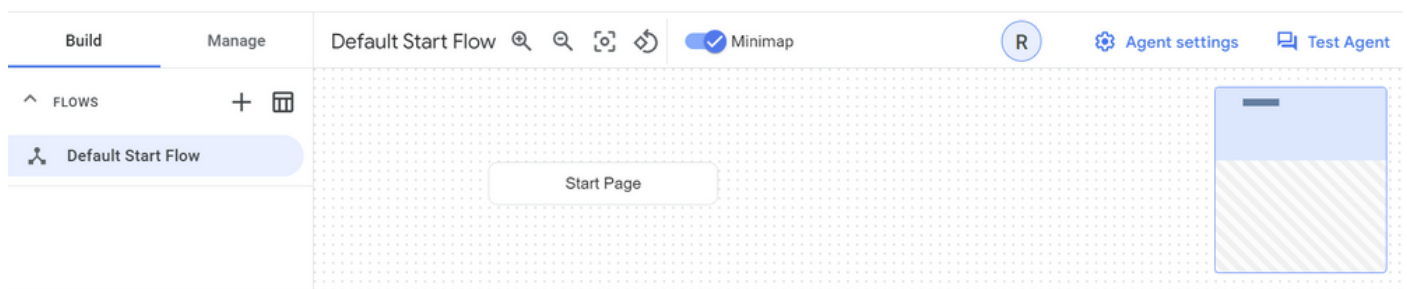 Build
Manage
Default Start Flow
Minimap
R
Agent settings
Test Agent
FLOWS
Default Start Flow
Start Page